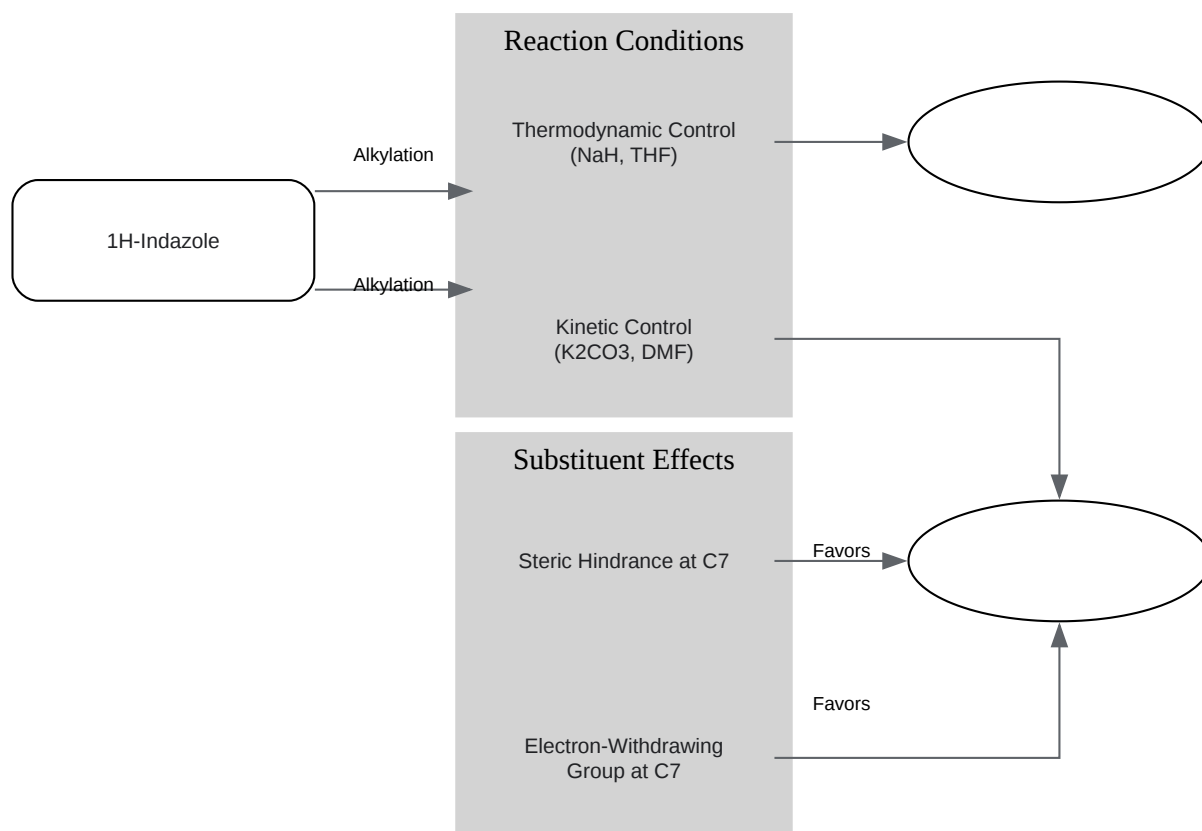 Reaction Conditions
Thermodynamic Control
(NaH, THF)
Alkylation
1H-Indazole
Alkylation
Kinetic Control
(K2CO3, DMF)
Substituent Effects
Steric Hindrance at C7
Favors
Favors
Electron-Withdrawing
Group at C7